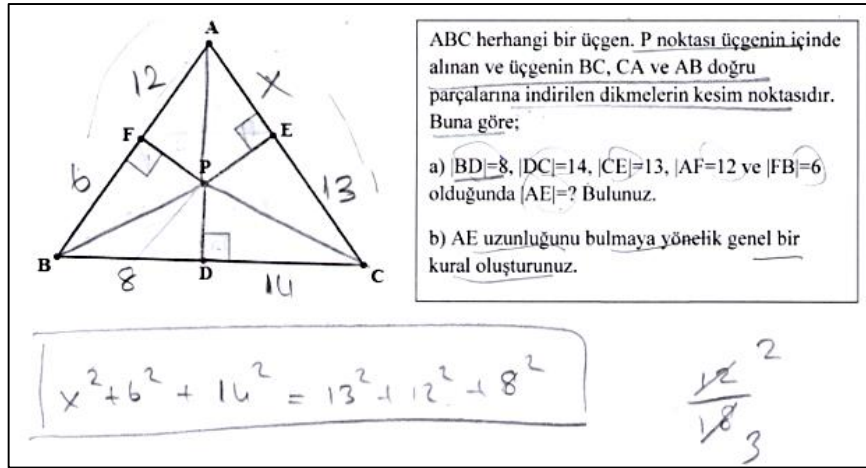 A
12
x
F
E
P
6
13
B
D
C
8
14
ABC herhangi bir üçgen. P noktası üçgenin içinde
alınan ve üçgenin BC, CA ve AB doğru
parçalarına indirilen dikmelerin kesim noktasıdır.
Buna göre;
a) |BD|=8, |DC|=14, |CE|=13, |AF=12 ve |FB|=6
olduğunda |AE|=? Bulunuz.
b) AE uzunluğunu bulmaya yönelik genel bir
kural oluşturunuz.
x²+6² + 14² = 13²+12²+8²
12 2
18 3